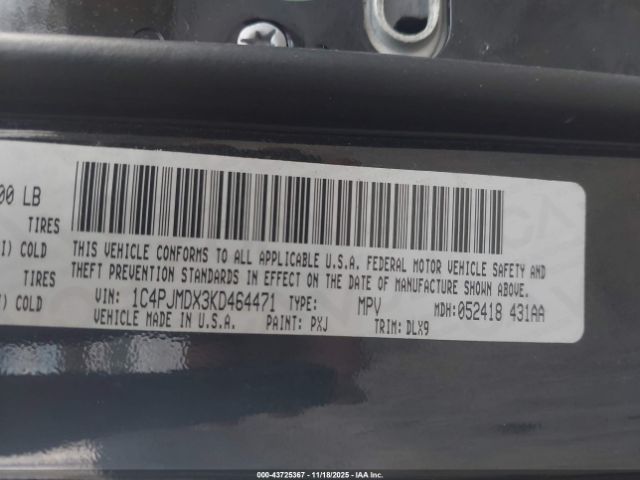 00 LB
TIRES
I) COLD
TIRES
) COLD
THIS VEHICLE CONFORMS TO ALL APPLICABLE U.S.A. FEDERAL MOTOR VEHICLE SAFETY AND
THEFT PREVENTION STANDARDS IN EFFECT ON THE DATE OF MANUFACTURE SHOWN ABOVE.
VIN: 1C4PJMDX3KD464471 TYPE: MPV MDH:052418 431AA
VEHICLE MADE IN U.S.A. PAINT: PXJ TRIM: DLX9
000-43725367 - 11/18/2025 - IAA Inc.